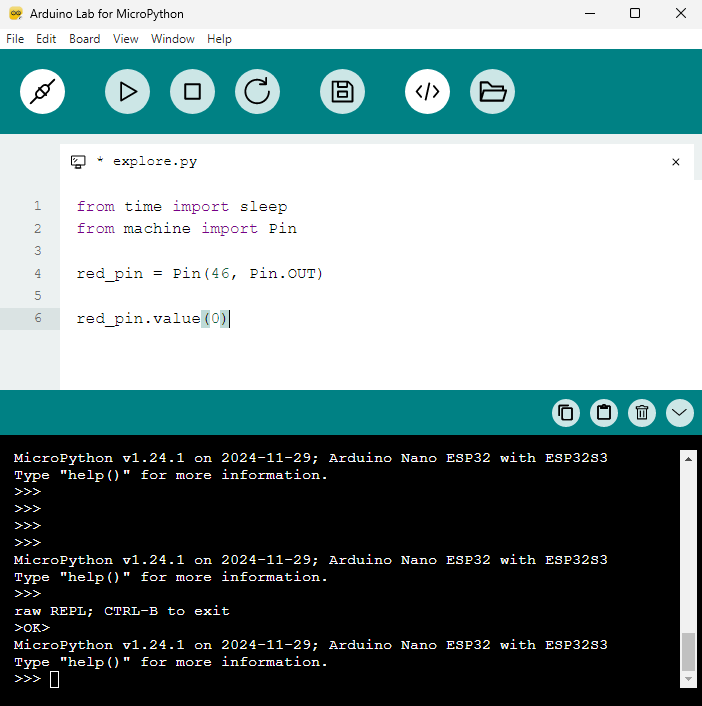 Arduino Lab for MicroPython
File Edit Board View Window Help
* explore.py
1 from time import sleep
2 from machine import Pin
3
4 red_pin = Pin(46, Pin.OUT)
5
6 red_pin.value(0)
MicroPython v1.24.1 on 2024-11-29; Arduino Nano ESP32 with ESP32S3
Type "help()" for more information.
>>>
>>>
>>>
>>>
MicroPython v1.24.1 on 2024-11-29; Arduino Nano ESP32 with ESP32S3
Type "help()" for more information.
>>>
raw REPL; CTRL-B to exit
>OK>
MicroPython v1.24.1 on 2024-11-29; Arduino Nano ESP32 with ESP32S3
Type "help()" for more information.
>>>